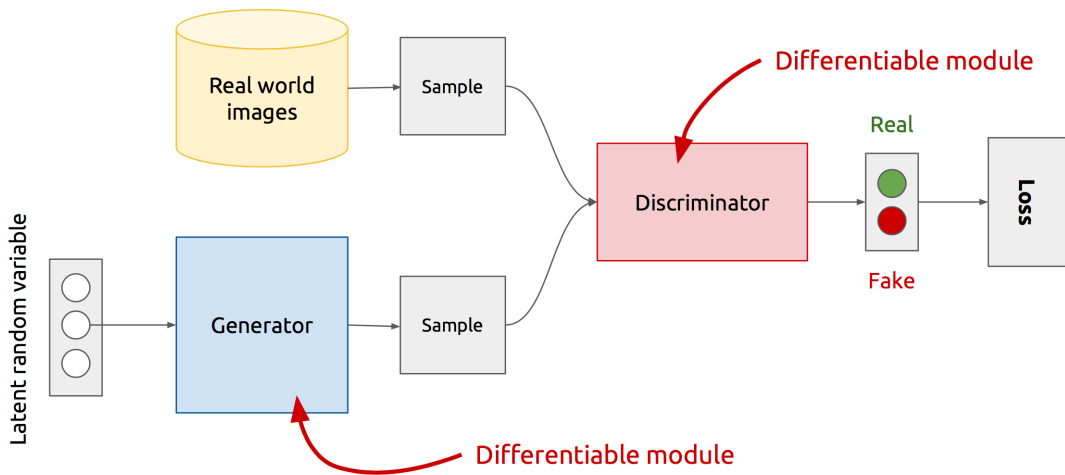 Real world
images
Sample
Differentiable module
Real
Discriminator
Loss
Fake
Latent random variable
Generator
Sample
Differentiable module